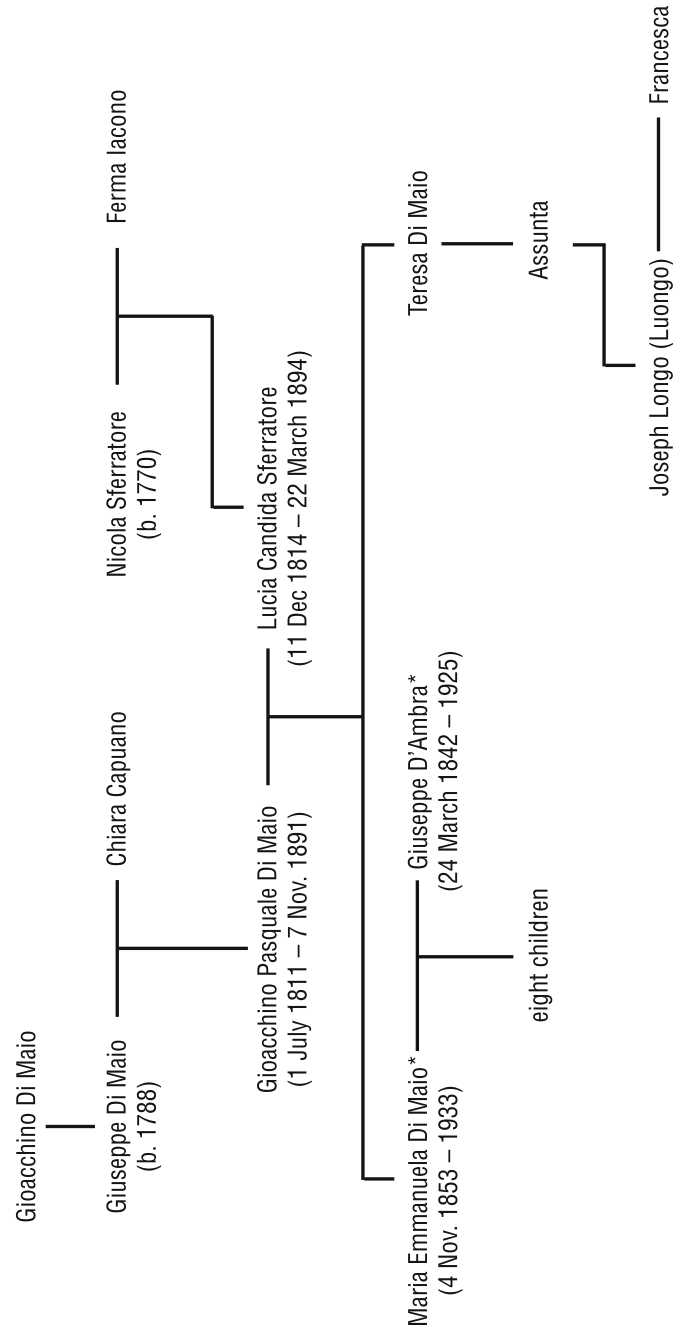 Gioacchino Di Maio
Giuseppe Di Maio
(b. 1788)
Chiara Capuano
Nicola Sferratore
(b. 1770)
Ferma Iacono
Gioacchino Pasquale Di Maio
(1 July 1811 – 7 Nov. 1891)
Lucia Candida Sferratore
(11 Dec 1814 – 22 March 1894)
Maria Emmanuela Di Maio*
(4 Nov. 1853 – 1933)
Giuseppe D'Ambra*
(24 March 1842 – 1925)
Teresa Di Maio
eight children
Assunta
Joseph Longo (Luongo)
Francesca